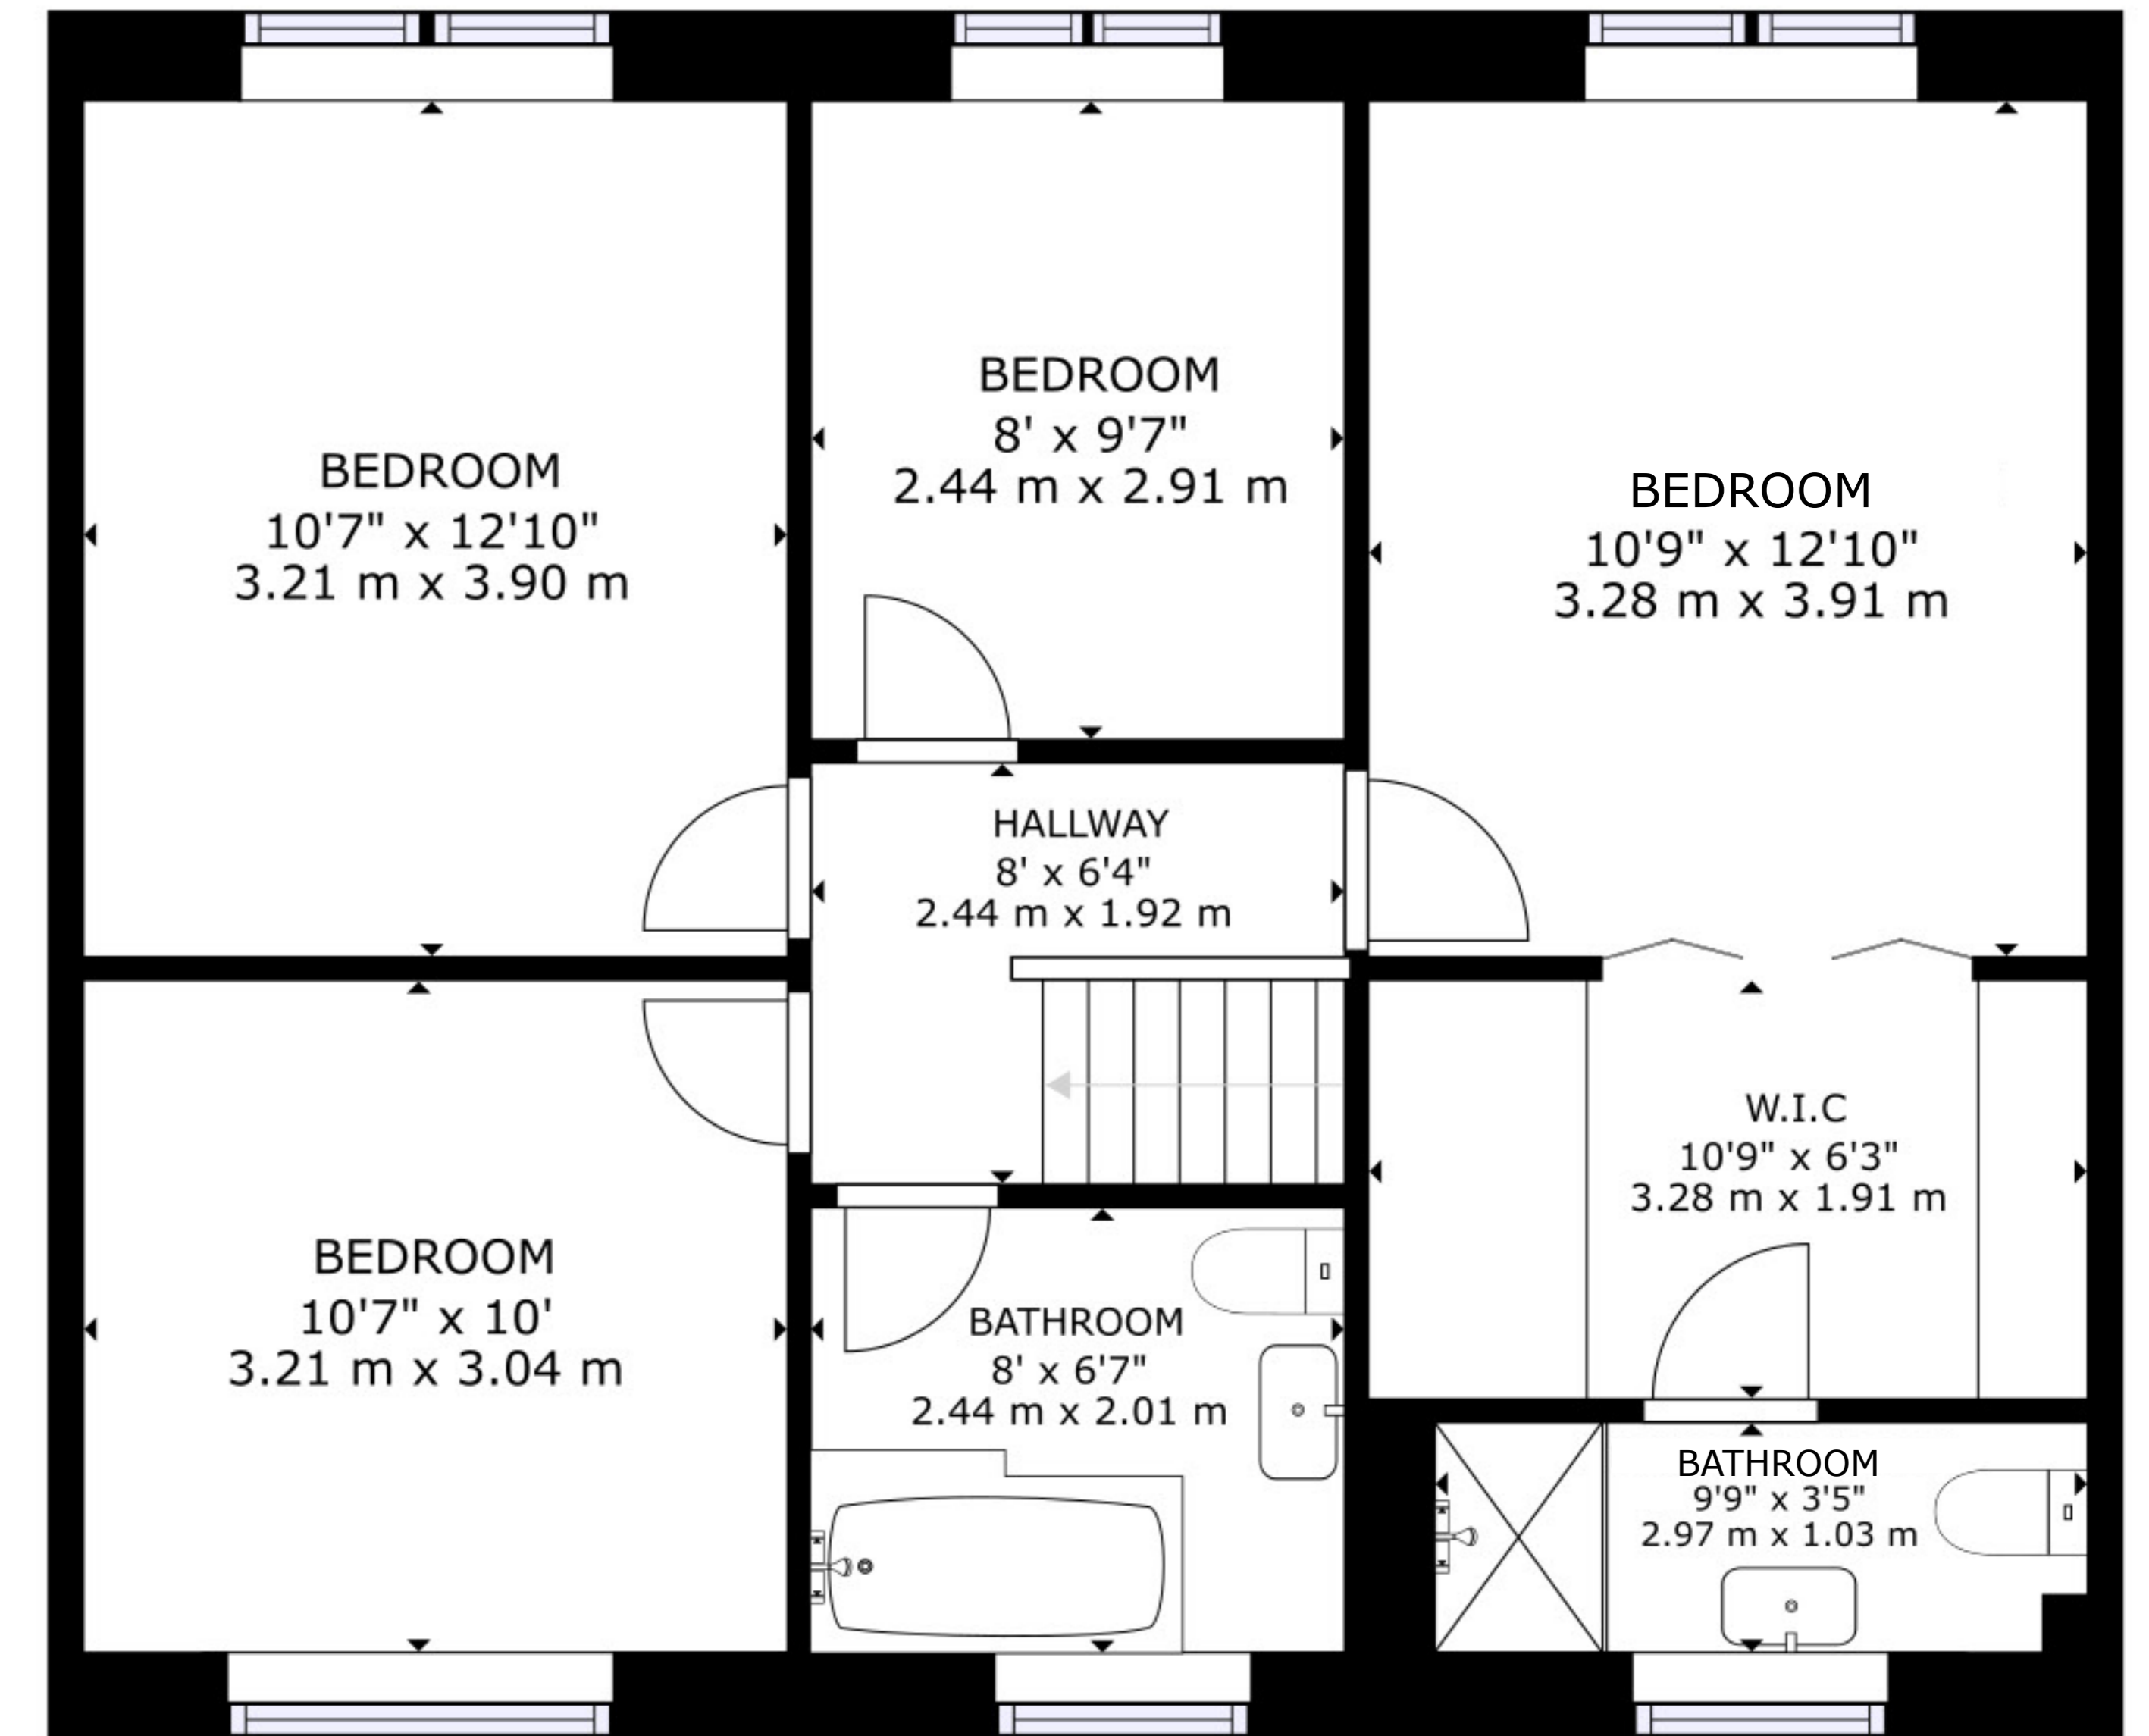 BEDROOM
10'7" x 12'10"
3.21 m x 3.90 m
BEDROOM
8' x 9'7"
2.44 m x 2.91 m
BEDROOM
10'9" x 12'10"
3.28 m x 3.91 m
HALLWAY
8' x 6'4"
2.44 m x 1.92 m
W.I.C
10'9" x 6'3"
3.28 m x 1.91 m
BEDROOM
10'7" x 10'
3.21 m x 3.04 m
BATHROOM
8' x 6'7"
2.44 m x 2.01 m
BATHROOM
9'9" x 3'5"
2.97 m x 1.03 m